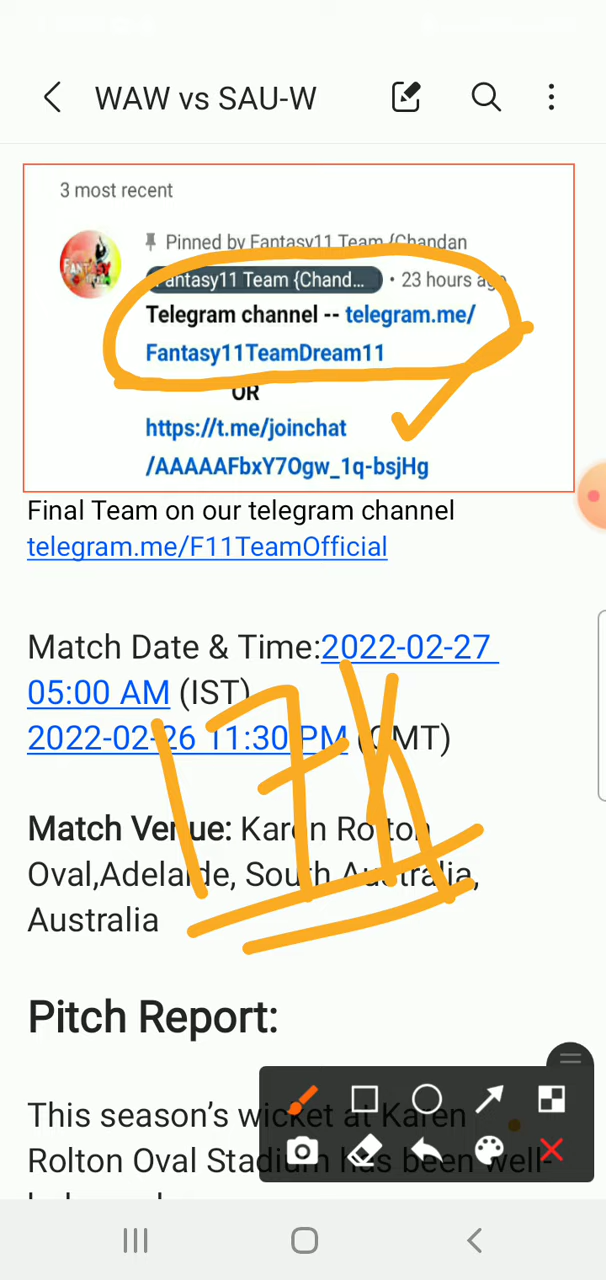 WAW vs SAU-W
3 most recent
Pinned by Fantasy11 Team {Chandan
Fantasy11 Team {Chand... • 23 hours ago
Telegram channel -- telegram.me/
Fantasy11TeamDream11
OR
https://t.me/joinchat
/AAAAAFbxY7Ogw_1q-bsjHg
Final Team on our telegram channel
telegram.me/F11TeamOfficial
Match Date & Time:2022-02-27
05:00 AM (IST)
2022-02-26 11:30 PM (GMT)
Match Venue: Karen Rolton
Oval,Adelaide, South Australia,
Australia
17K
Pitch Report:
This season's wicket at Karen
Rolton Oval Stadium has been well-